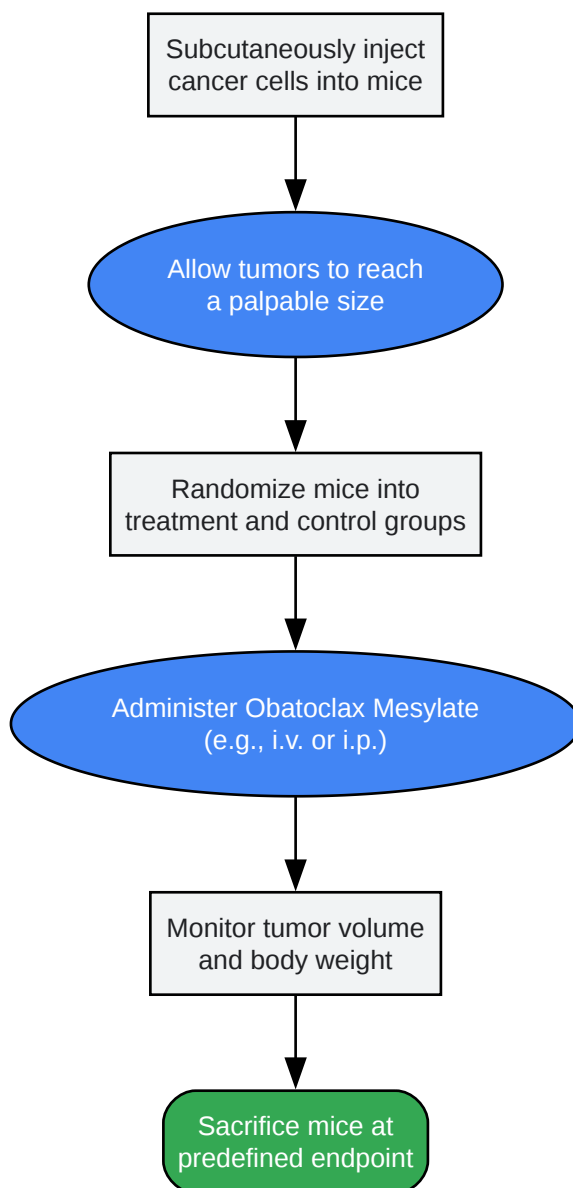 Subcutaneously inject
cancer cells into mice
Allow tumors to reach
a palpable size
Randomize mice into
treatment and control groups
Administer Obatoclax Mesylate
(e.g., i.v. or i.p.)
Monitor tumor volume
and body weight
Sacrifice mice at
predefined endpoint